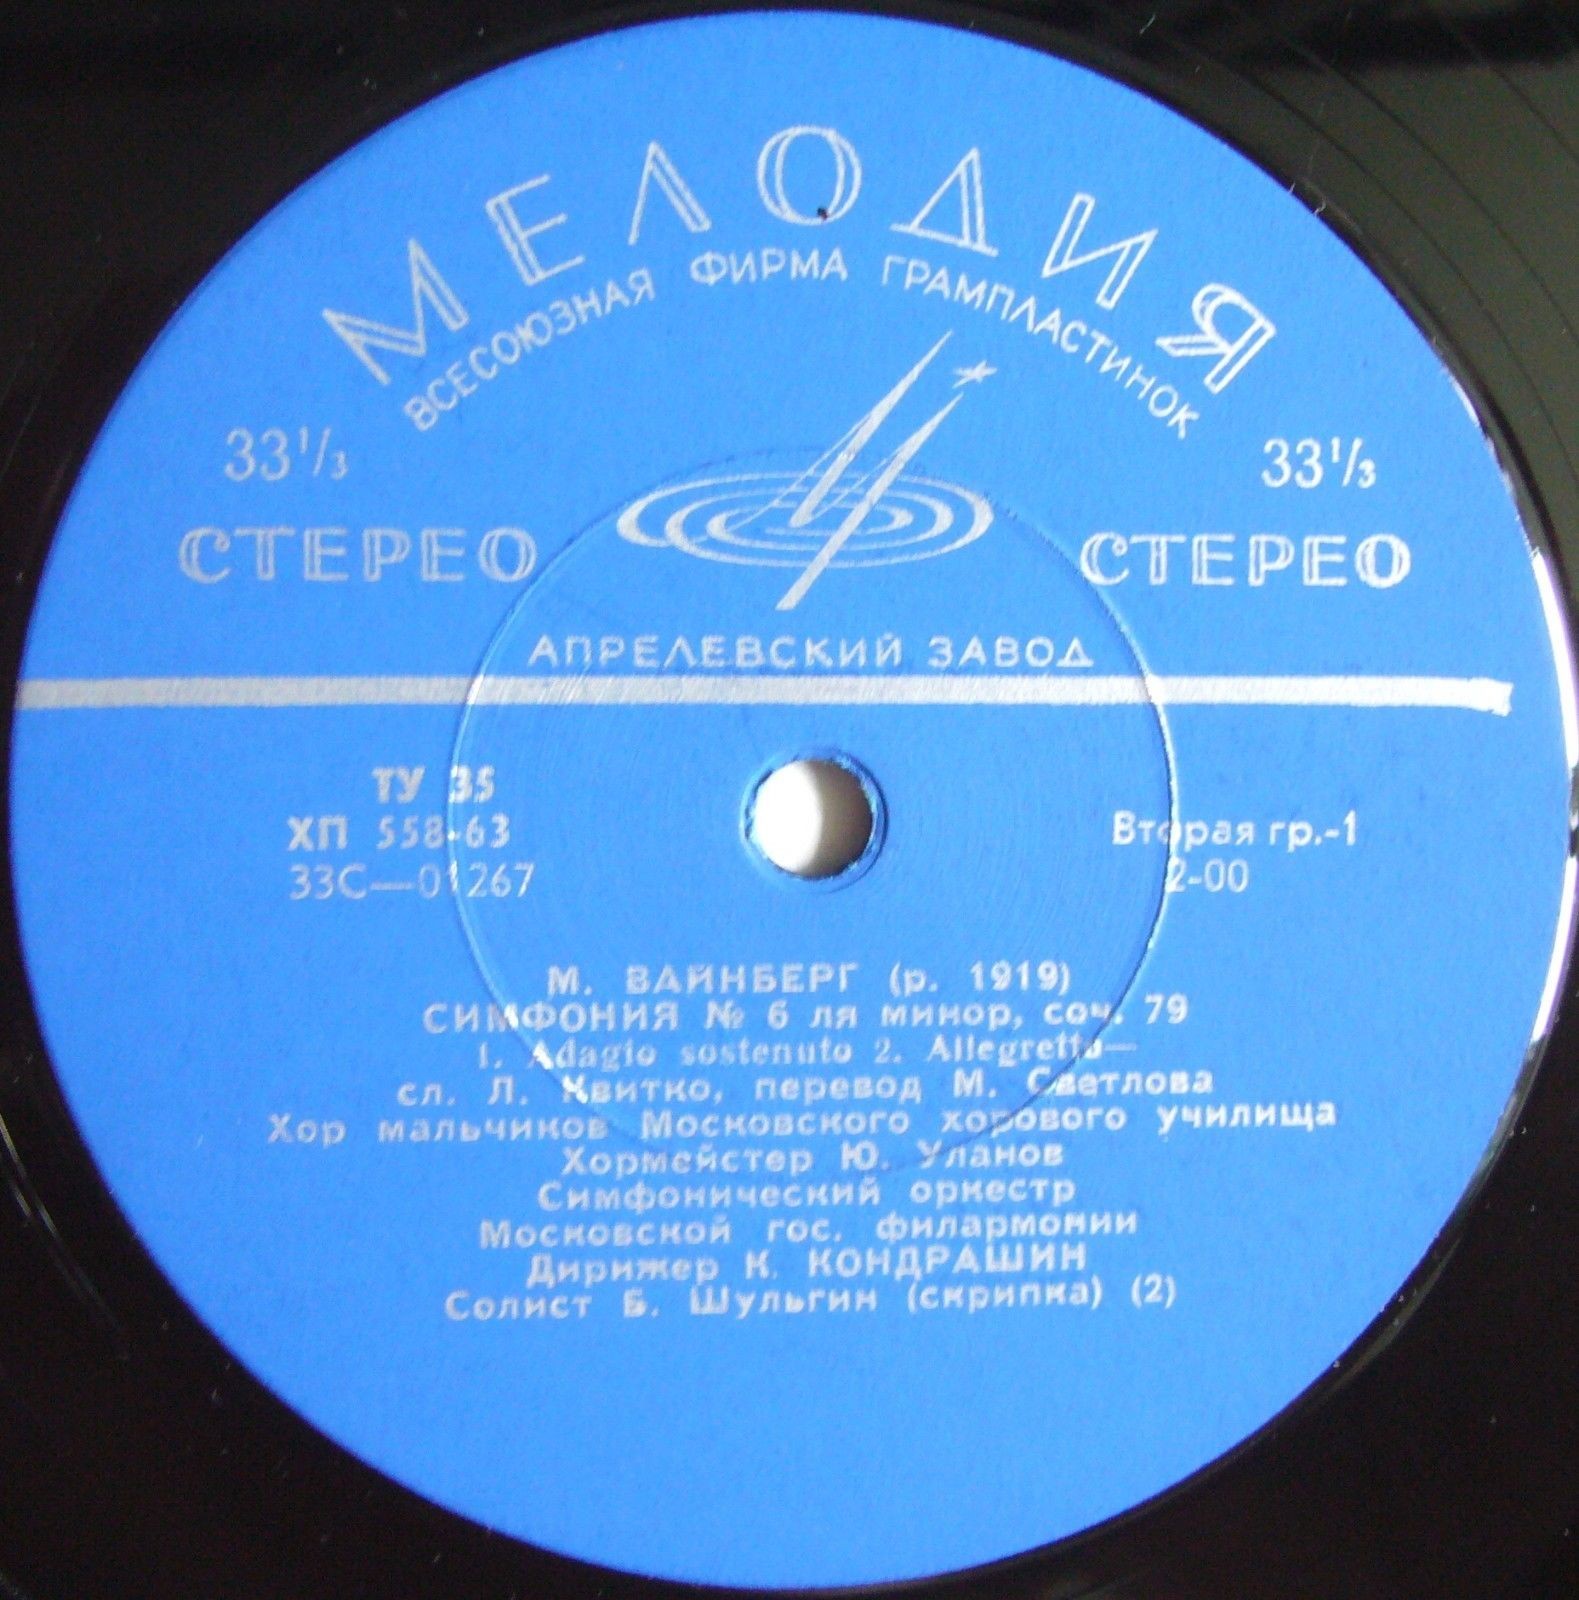 МЕЛОДИЯ
ВСЕСОЮЗНАЯ ФИРМА ГРАМПЛАСТИНОК
33⅓ 33⅓
СТЕРЕО СТЕРЕО
АПРЕЛЕВСКИЙ ЗАВОД
ТУ 35
ХП 558-63 Вторая гр.-1
33С—01267 2-00
М. ВАЙНБЕРГ (р. 1919)
СИМФОНИЯ № 6 ля минор, соч. 79
1. Adagio sostenuto 2. Allegretto—
сл. Л. Квитко, перевод М. Светлова
Хор мальчиков Московского хорового училища
Хормейстер Ю. Уланов
Симфонический оркестр
Московской гос. филармонии
Дирижер К. КОНДРАШИН
Солист Б. Шульгин (скрипка) (2)